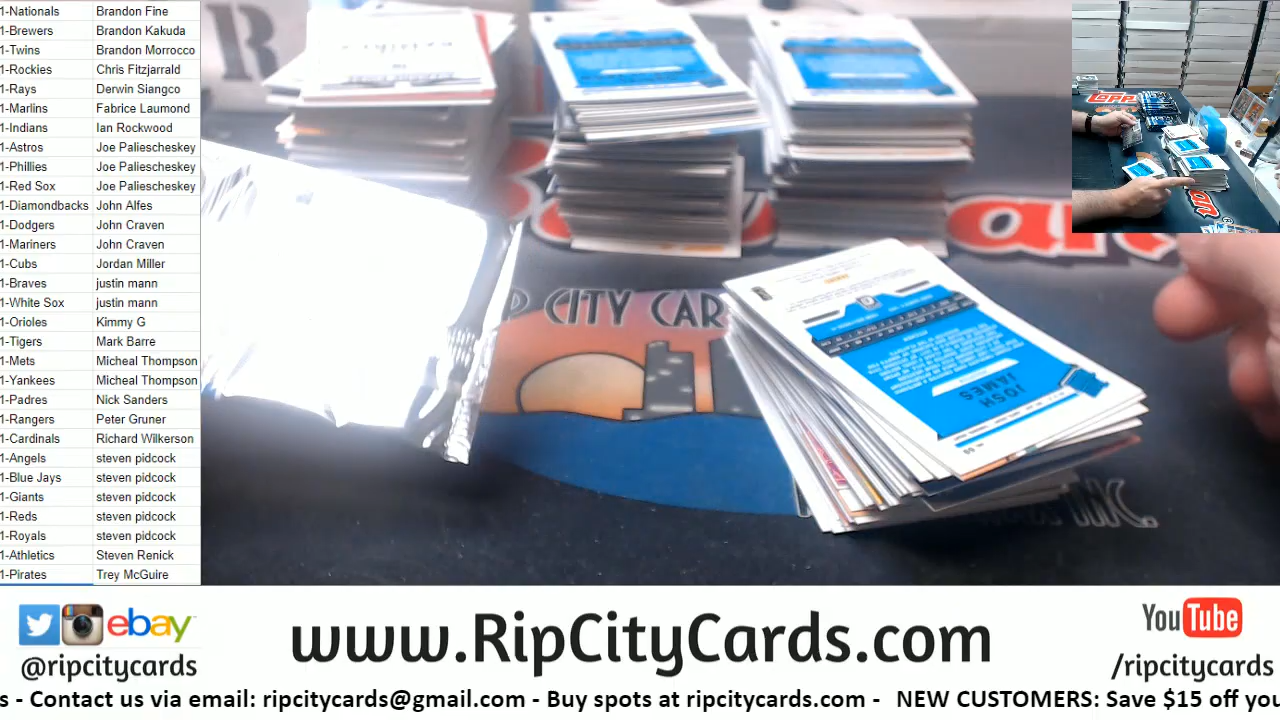 1-Nationals Brandon Fine
1-Brewers Brandon Kakuda
1-Twins Brandon Morrocco
1-Rockies Chris Fitzjarrald
1-Rays Derwin Siangco
1-Marlins Fabrice Laumond
1-Indians Ian Rockwood
1-Astros Joe Paliescheskey
1-Phillies Joe Paliescheskey
1-Red Sox Joe Paliescheskey
1-Diamondbacks John Alfes
1-Dodgers John Craven
1-Mariners John Craven
1-Cubs Jordan Miller
1-Braves justin mann
1-White Sox justin mann
1-Orioles Kimmy G
1-Tigers Mark Barre
1-Mets Micheal Thompson
1-Yankees Micheal Thompson
1-Padres Nick Sanders
1-Rangers Peter Gruner
1-Cardinals Richard Wilkerson
1-Angels steven pidcock
1-Blue Jays steven pidcock
1-Giants steven pidcock
1-Reds steven pidcock
1-Royals steven pidcock
1-Athletics Steven Renick
1-Pirates Trey McGuire
Topps
an
P CITY CAR
JOSH
JAMES
INC.
ebay
@ripcitycards
www.RipCityCards.com
YouTube
/ripcitycards
s - Contact us via email: ripcitycards@gmail.com - Buy spots at ripcitycards.com - NEW CUSTOMERS: Save $15 off you